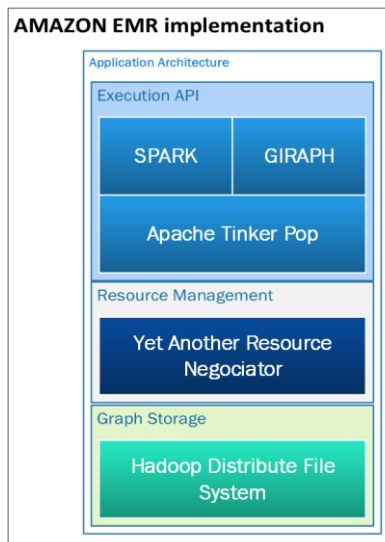 AMAZON EMR implementation
Application Architecture
Execution API
SPARK
GIRAPH
Apache Tinker Pop
Resource Management
Yet Another Resource
Negociator
Graph Storage
Hadoop Distribute File
System